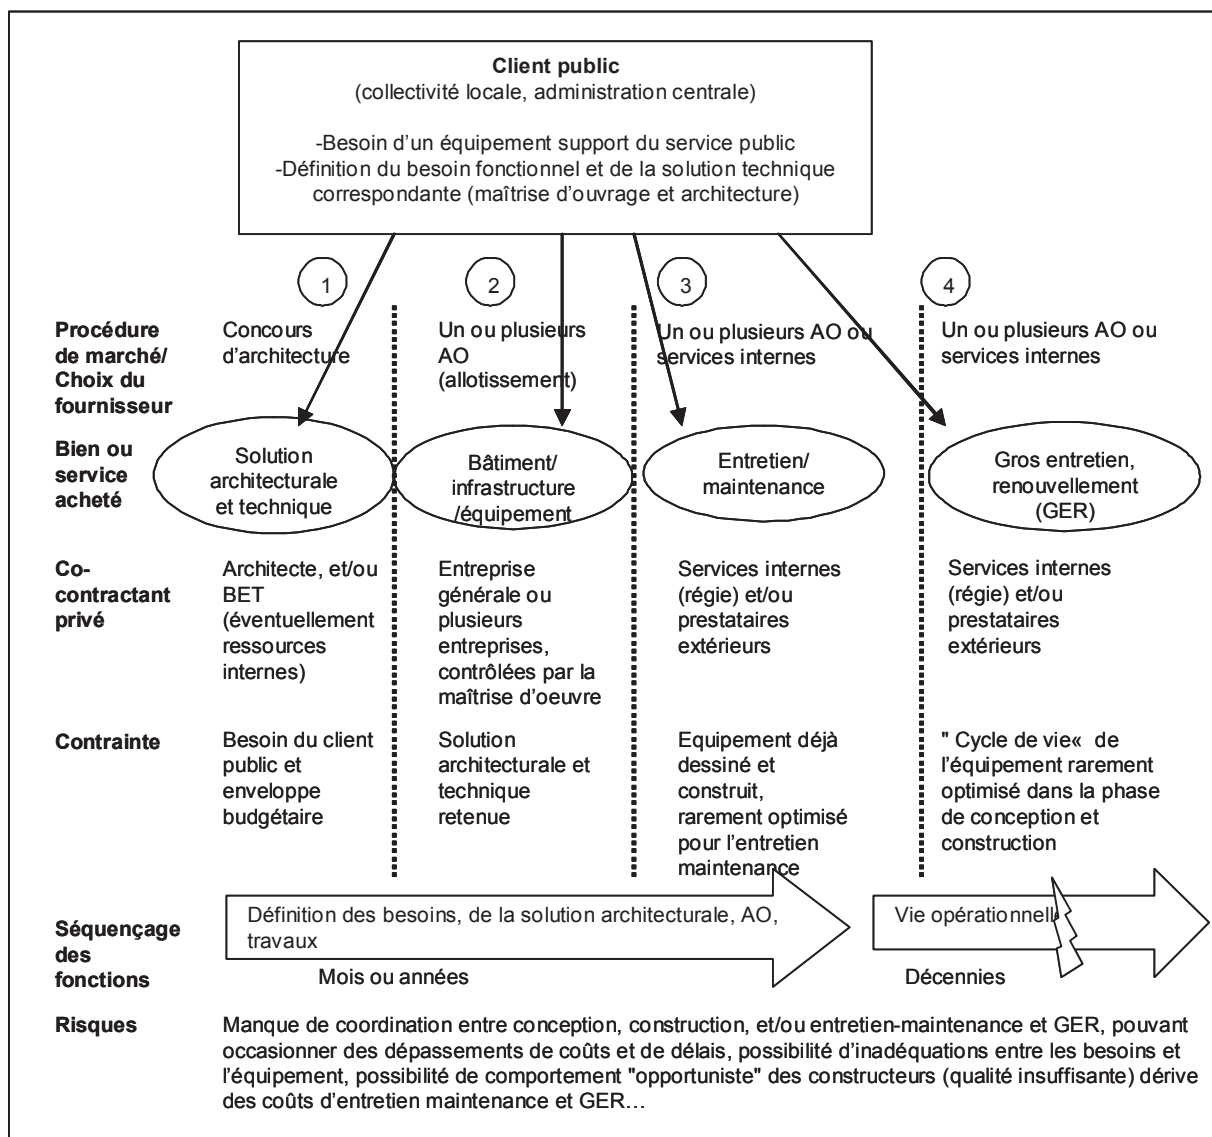 Client public
(collectivité locale, administration centrale)
-Besoin d'un équipement support du service public
-Définition du besoin fonctionnel et de la solution technique
correspondante (maîtrise d'ouvrage et architecture)
1
2
3
4
Procédure
de marché/
Choix du
fournisseur
Concours
d'architecture
Un ou plusieurs
AO
(allotissement)
Un ou plusieurs AO ou
services internes
Un ou plusieurs AO ou
services internes
Bien ou
service
acheté
Solution
architecturale
et technique
Bâtiment/
infrastructure
/équipement
Entretien/
maintenance
Gros entretien,
renouvellement
(GER)
Co-
contractant
privé
Architecte, et/ou
BET
(éventuellement
ressources
internes)
Entreprise
générale ou
plusieurs
entreprises,
contrôlées par la
maîtrise d'oeuvre
Services internes
(régie) et/ou
prestataires
extérieurs
Services internes
(régie) et/ou
prestataires
extérieurs
Contrainte
Besoin du client
public et
enveloppe
budgétaire
Solution
architecturale et
technique
retenue
Equipement déjà
dessiné et
construit,
rarement optimisé
pour l'entretien
maintenance
" Cycle de vie« de
l'équipement rarement
optimisé dans la phase
de conception et
construction
Séquençage
des
fonctions
Définition des besoins, de la solution architecturale, AO,
travaux
Mois ou années
Vie opérationnelle
Décennies
Risques
Manque de coordination entre conception, construction, et/ou entretien-maintenance et GER, pouvant
occasionner des dépassements de coûts et de délais, possibilité d'inadéquations entre les besoins et
l'équipement, possibilité de comportement "opportuniste" des constructeurs (qualité insuffisante) dérive
des coûts d'entretien maintenance et GER…